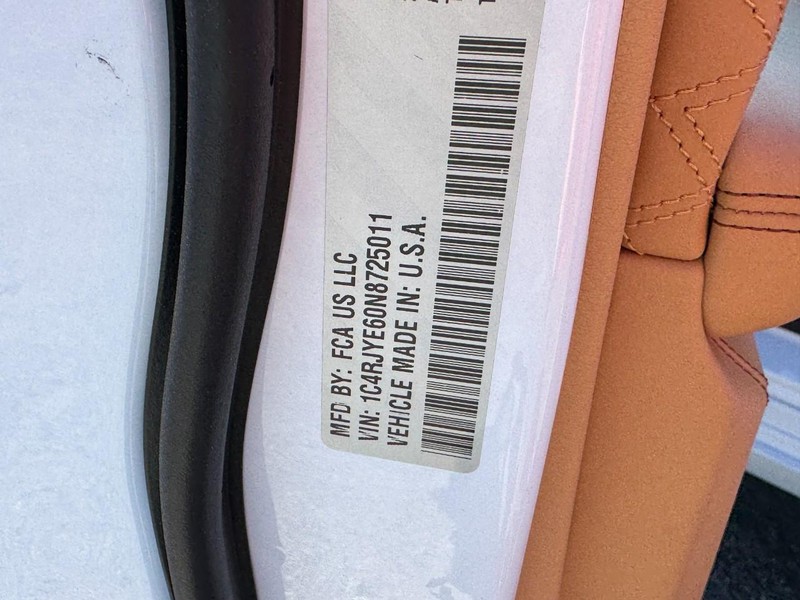 MFD BY: FCA US LLC
VIN: 1C4RJYE60N8725011
VEHICLE MADE IN: U.S.A.